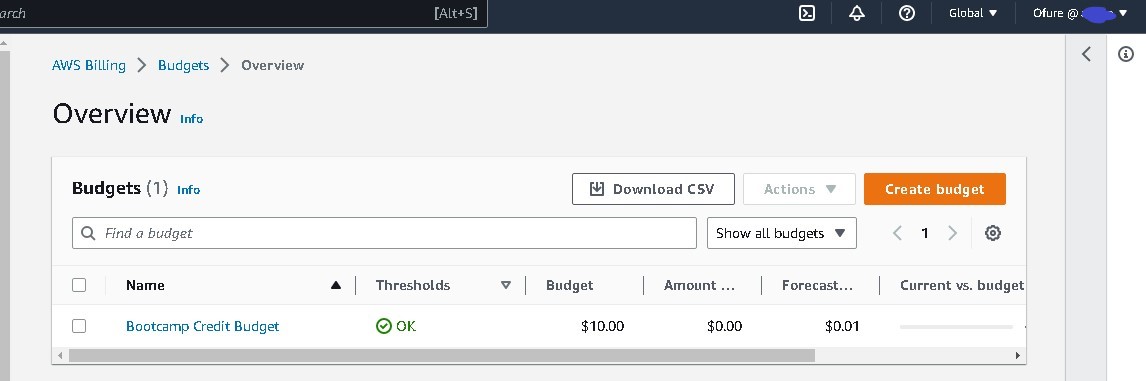 arch [Alt+S] Global Ofure @
AWS Billing Budgets Overview
Overview Info
Budgets (1) Info Download CSV Actions Create budget
Find a budget Show all budgets 1
Name Thresholds Budget Amount ... Forecast... Current vs. budget
Bootcamp Credit Budget OK $10.00 $0.00 $0.01